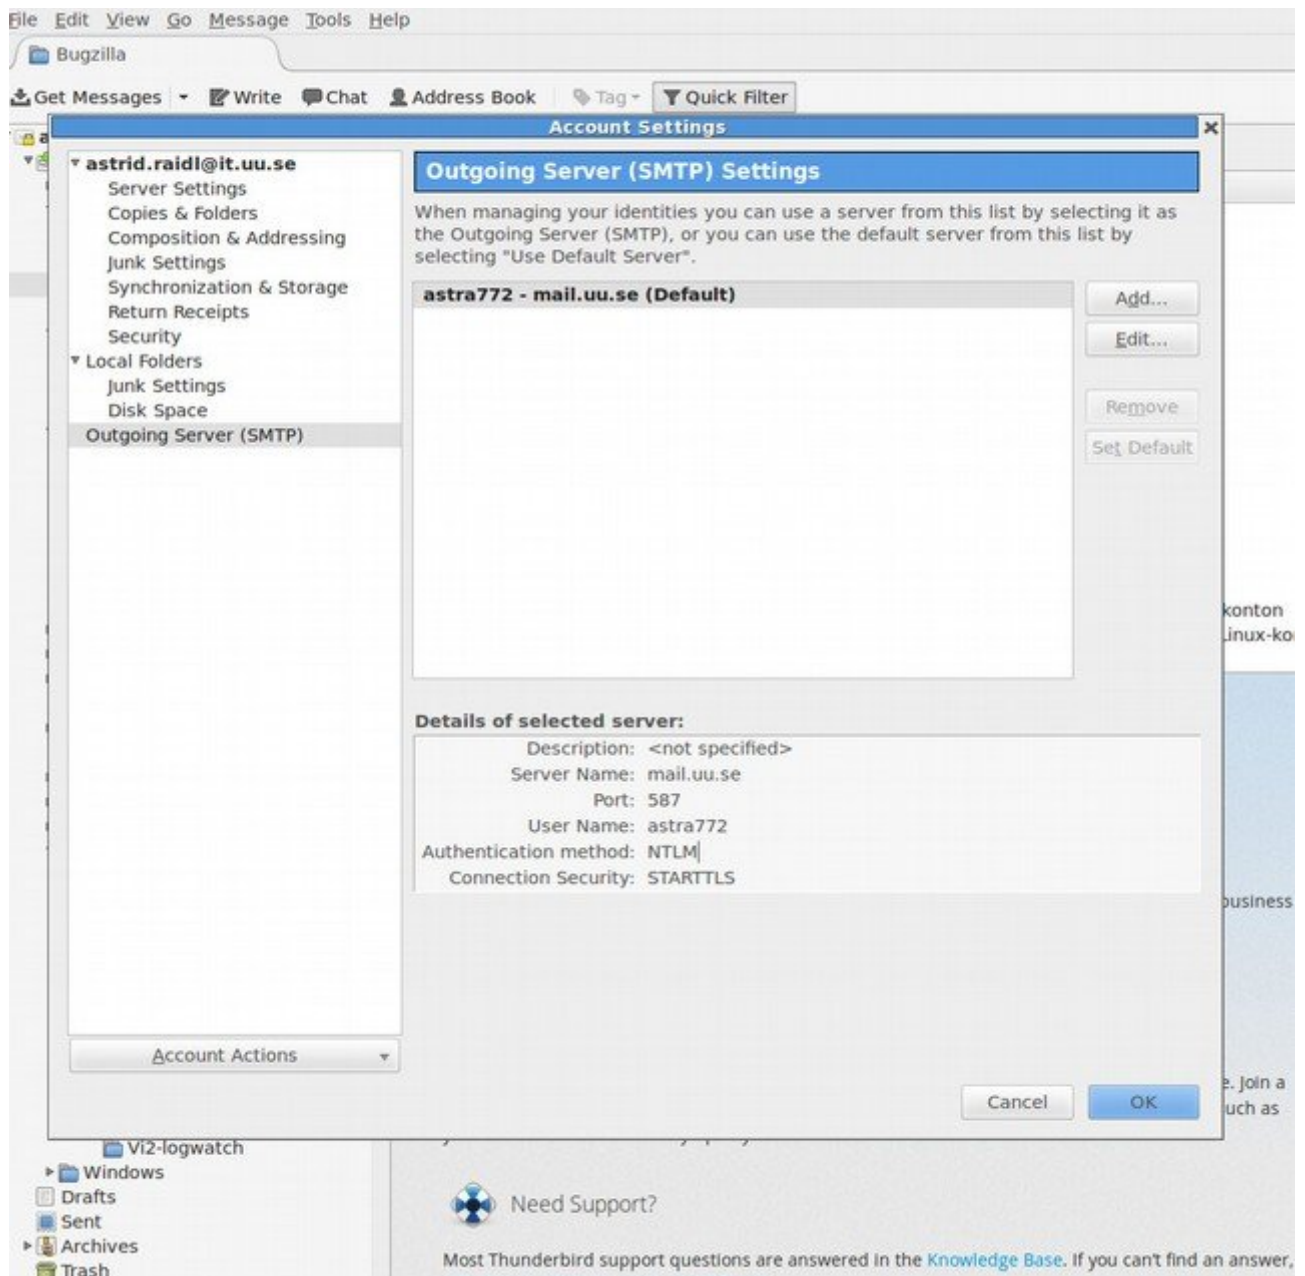 File Edit View Go Message Tools Help
Bugzilla
Get Messages Write Chat Address Book Tag Quick Filter
Account Settings
astrid.raidl@it.uu.se
Server Settings
Copies & Folders
Composition & Addressing
Junk Settings
Synchronization & Storage
Return Receipts
Security
Local Folders
Junk Settings
Disk Space
Outgoing Server (SMTP)
Account Actions
Outgoing Server (SMTP) Settings
When managing your identities you can use a server from this list by selecting it as
the Outgoing Server (SMTP), or you can use the default server from this list by
selecting "Use Default Server".
astra772 - mail.uu.se (Default)
Add...
Edit...
Remove
Set Default
Details of selected server:
Description: <not specified>
Server Name: mail.uu.se
Port: 587
User Name: astra772
Authentication method: NTLM
Connection Security: STARTTLS
Cancel OK
konton
Linux-ko
business
e. Join a
uch as
Vi2-logwatch
Windows
Drafts
Sent
Archives
Trash
Need Support?
Most Thunderbird support questions are answered in the Knowledge Base. If you can't find an answer,